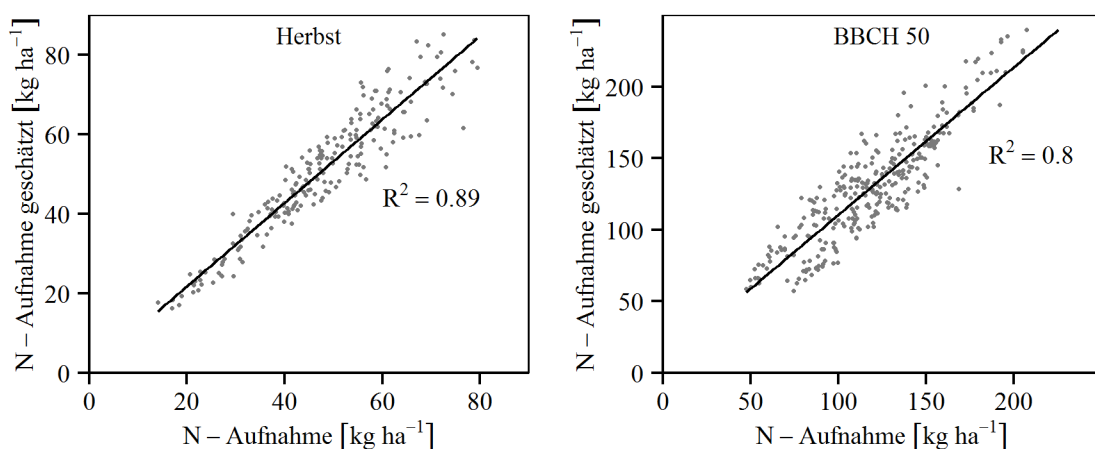 Herbst
N – Aufnahme geschätzt [kg ha⁻¹]
80
60
40
20
0
R² = 0.89
0 20 40 60 80
N – Aufnahme [kg ha⁻¹]
BBCH 50
N – Aufnahme geschätzt [kg ha⁻¹]
200
150
100
50
0
R² = 0.8
0 50 100 150 200
N – Aufnahme [kg ha⁻¹]